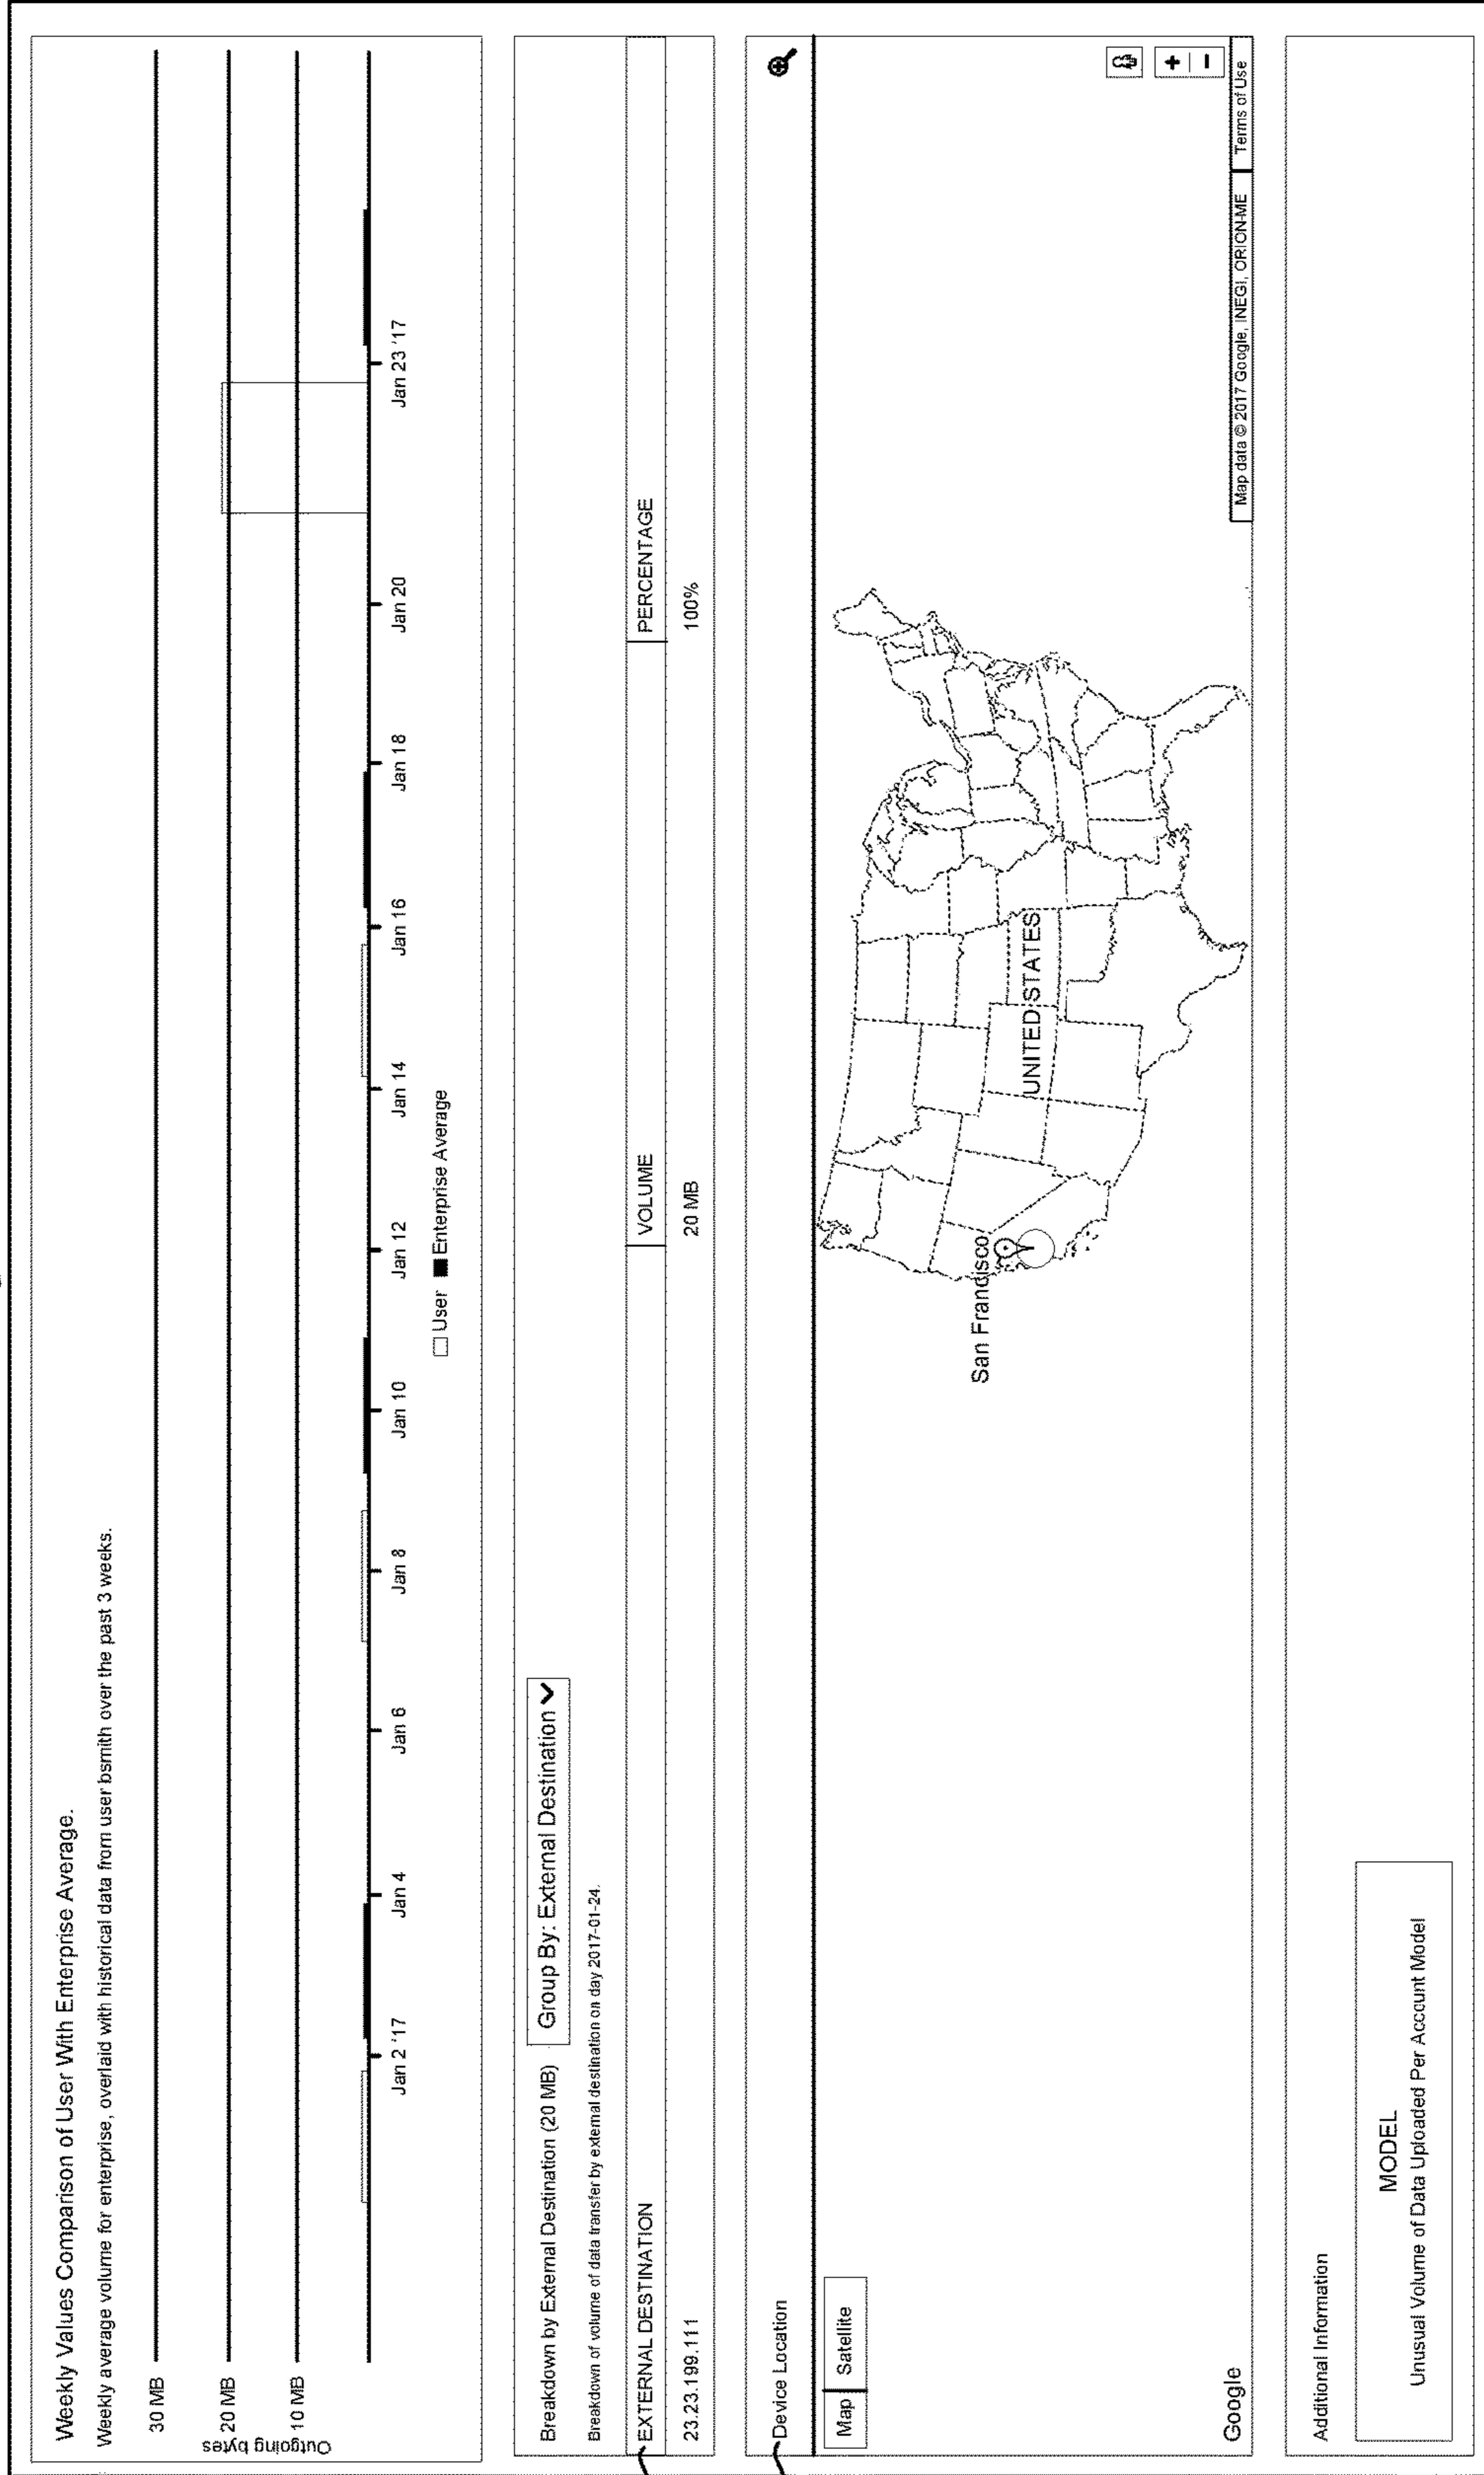 Weekly Values Comparison of User With Enterprise Average.
Weekly average volume for enterprise, overlaid with historical data from user bsmith over the past 3 weeks.
Outgoing bytes
30 MB
20 MB
10 MB
Jan 2 '17 Jan 4 Jan 6 Jan 8 Jan 10 Jan 12 Jan 14 Jan 16 Jan 18 Jan 20 Jan 23 '17
User Enterprise Average
Breakdown by External Destination (20 MB) Group By: External Destination
Breakdown of volume of data transfer by external destination on day 2017-01-24.
EXTERNAL DESTINATION VOLUME PERCENTAGE
23.23.199.111 20 MB 100%
Device Location
Map Satellite
San Francisco
UNITED STATES
Google
+
-
Map data © 2017 Google, INEGI, ORION-ME Terms of Use
Additional Information
MODEL
Unusual Volume of Data Uploaded Per Account Model